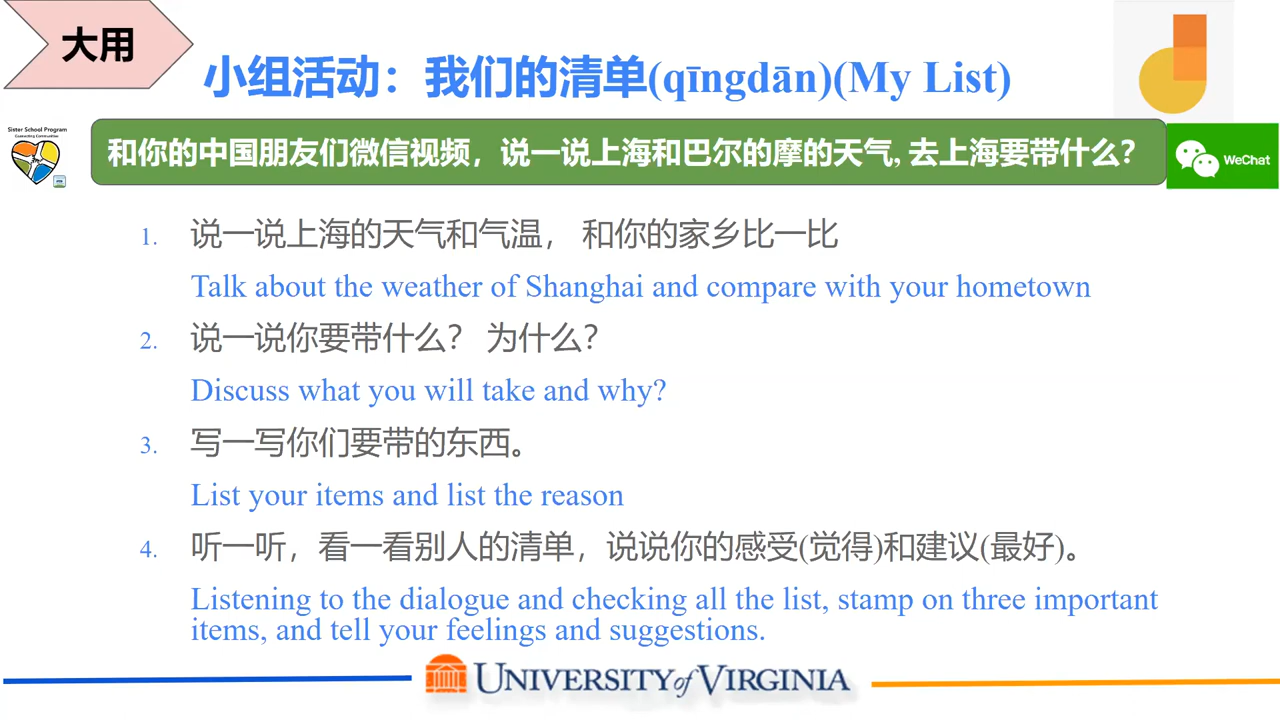 大用
小组活动：我们的清单(qīngdān)(My List)
Sister School Program
Connecting Communities
和你的中国朋友们微信视频，说一说上海和巴尔的摩的天气, 去上海要带什么？
WeChat
1. 说一说上海的天气和气温， 和你的家乡比一比
Talk about the weather of Shanghai and compare with your hometown
2. 说一说你要带什么？ 为什么？
Discuss what you will take and why?
3. 写一写你们要带的东西。
List your items and list the reason
4. 听一听，看一看别人的清单，说说你的感受(觉得)和建议(最好)。
Listening to the dialogue and checking all the list, stamp on three important
items, and tell your feelings and suggestions.
UNIVERSITY of VIRGINIA